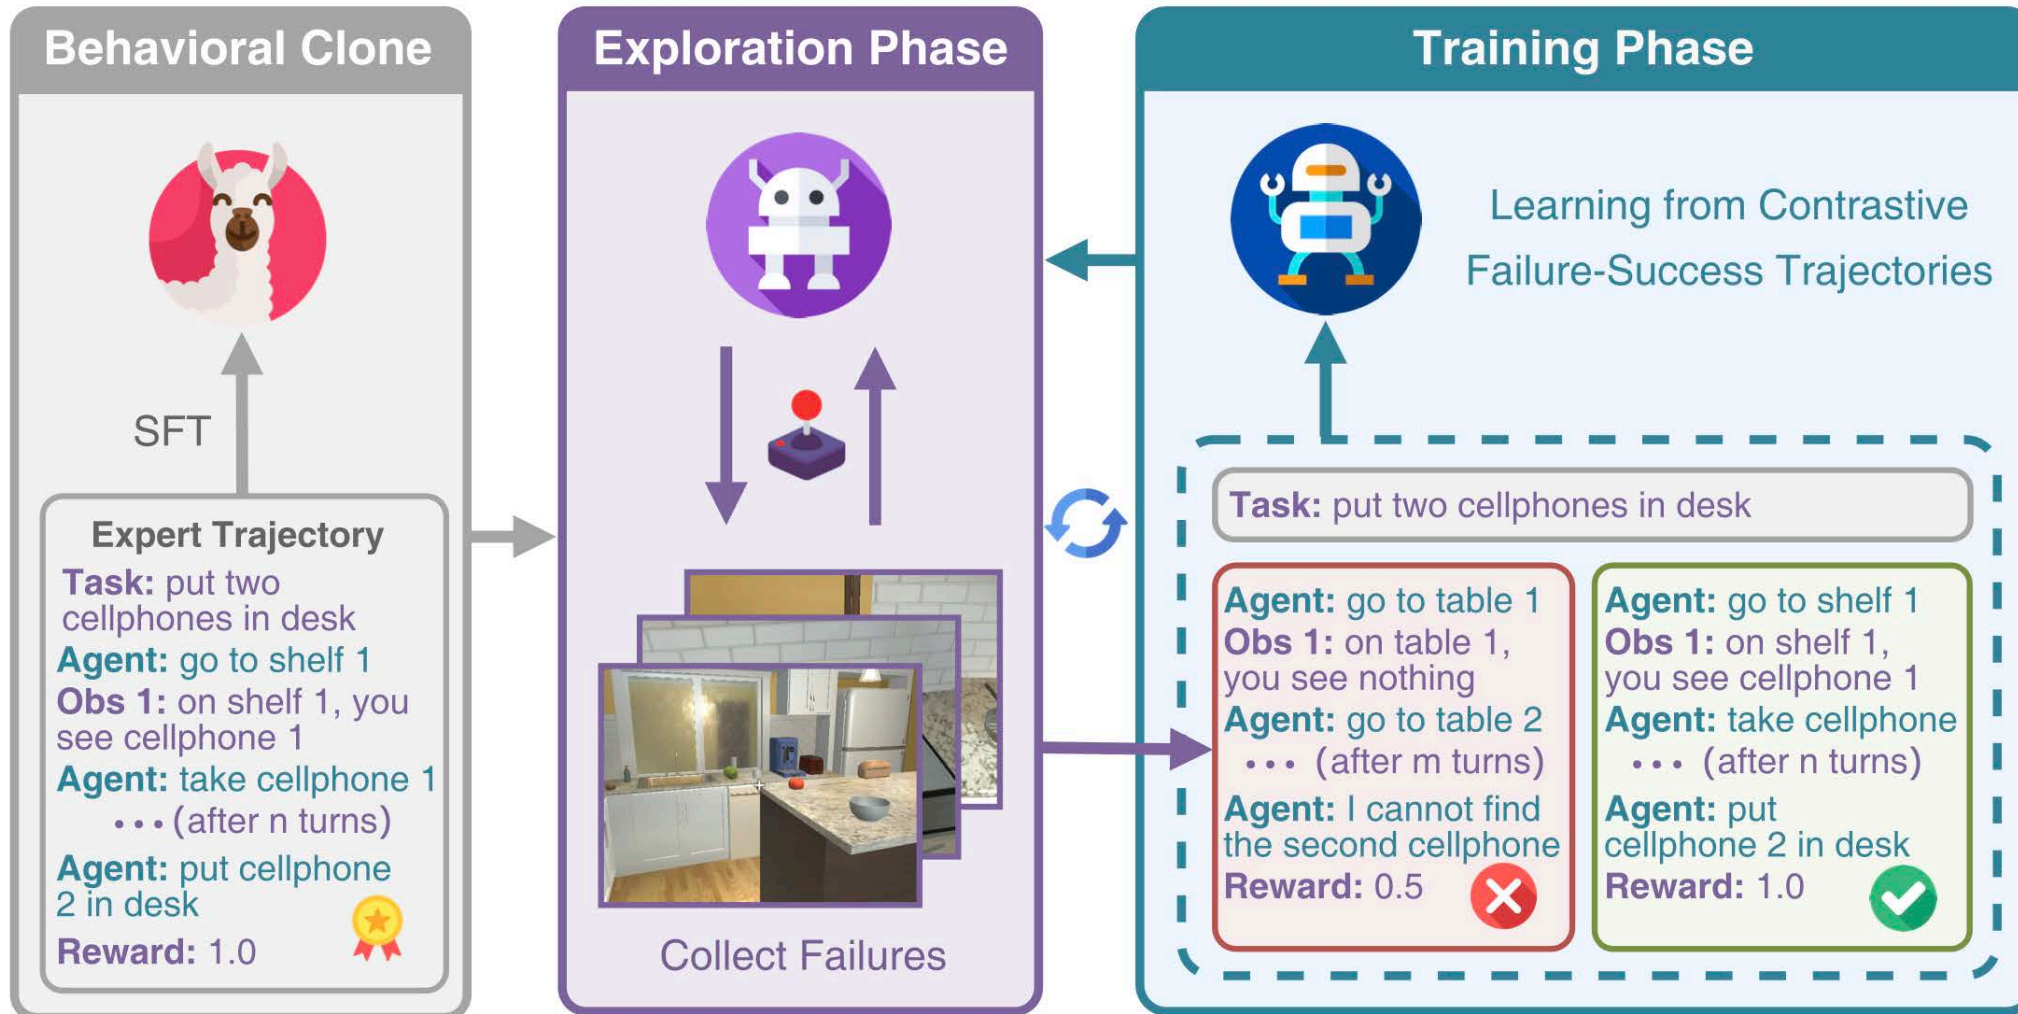 Behavioral Clone
SFT
Expert Trajectory
Task: put two
cellphones in desk
Agent: go to shelf 1
Obs 1: on shelf 1, you
see cellphone 1
Agent: take cellphone 1
••• (after n turns)
Agent: put cellphone
2 in desk
Reward: 1.0
Exploration Phase
Collect Failures
Training Phase
Learning from Contrastive
Failure-Success Trajectories
Task: put two cellphones in desk
Agent: go to table 1
Obs 1: on table 1,
you see nothing
Agent: go to table 2
••• (after m turns)
Agent: I cannot find
the second cellphone
Reward: 0.5
Agent: go to shelf 1
Obs 1: on shelf 1,
you see cellphone 1
Agent: take cellphone
••• (after n turns)
Agent: put
cellphone 2 in desk
Reward: 1.0